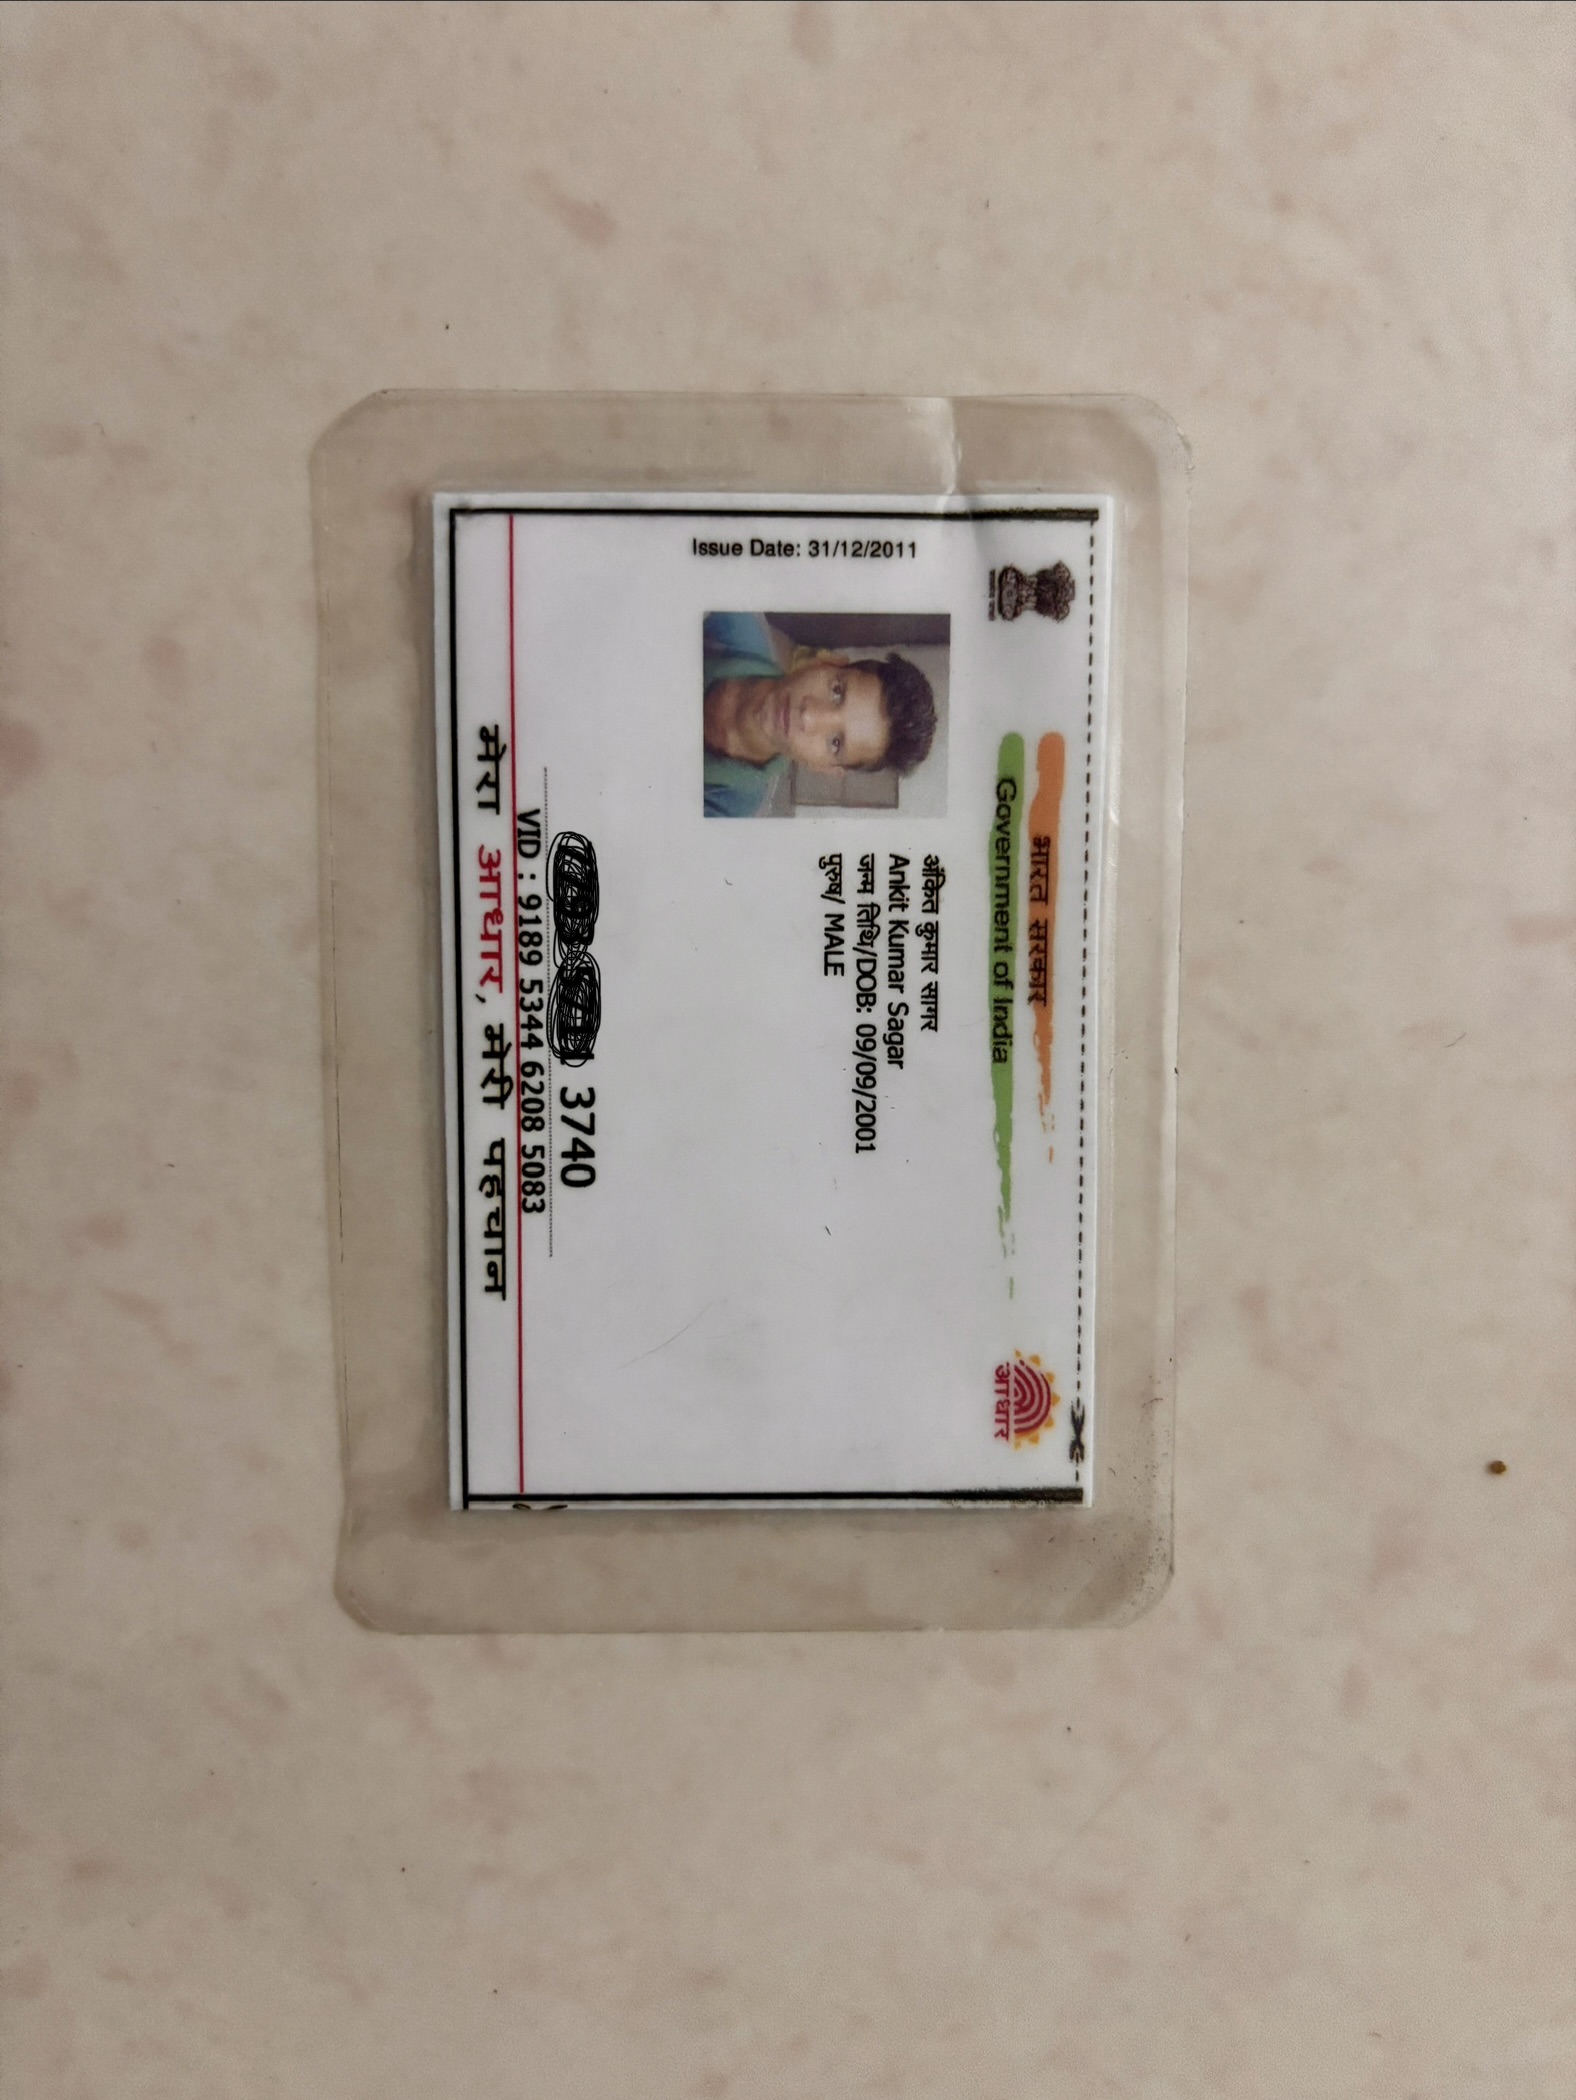 भारत सरकार
Government of India
आधार
Issue Date: 31/12/2011
अंकित कुमार सागर
Ankit Kumar Sagar
जन्म तिथि/DOB: 09/09/2001
पुरुष/ MALE
3740
VID : 9189 5344 6208 5083
मेरा आधार, मेरी पहचान